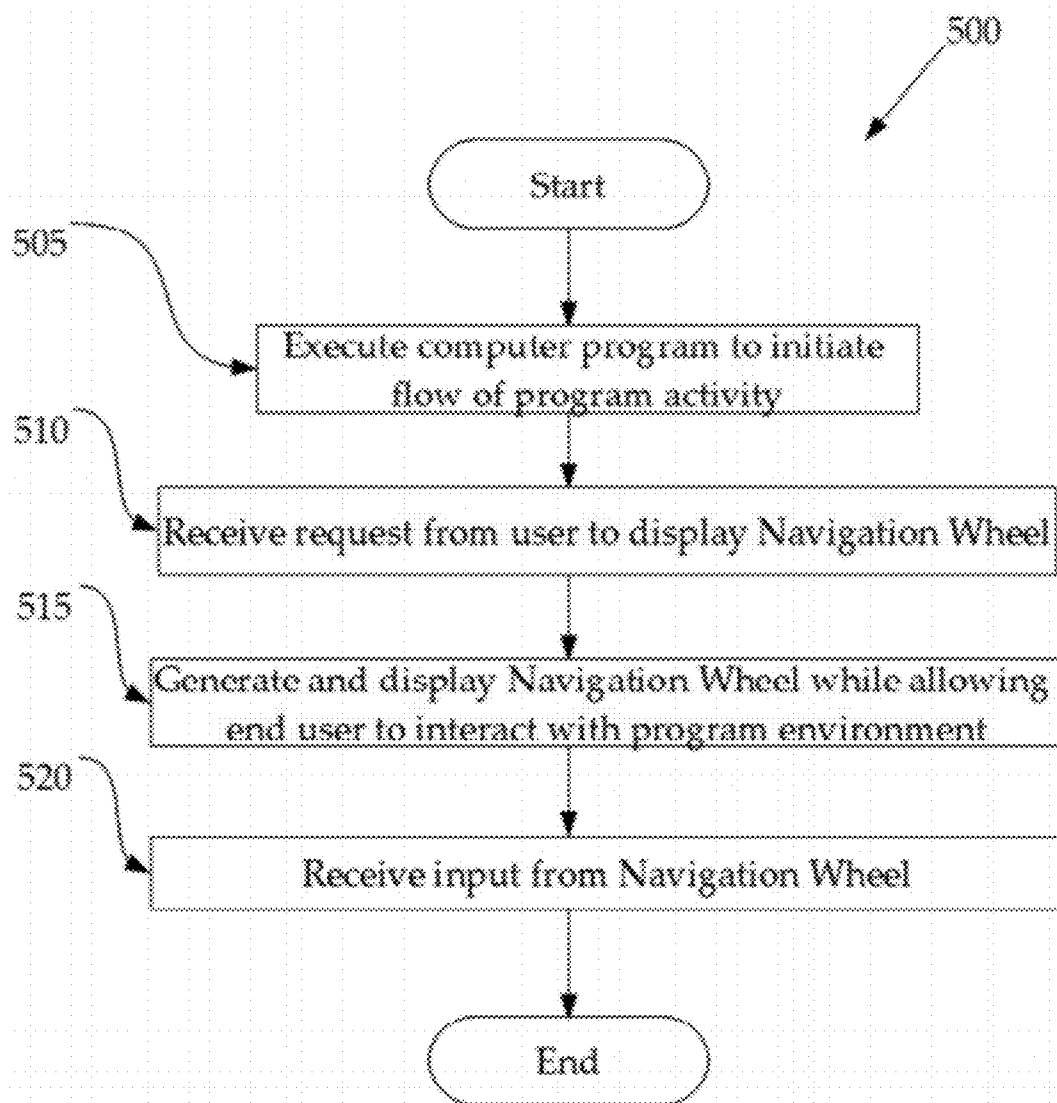 500
Start
505
Execute computer program to initiate
flow of program activity
510
Receive request from user to display Navigation Wheel
515
Generate and display Navigation Wheel while allowing
end user to interact with program environment
520
Receive input from Navigation Wheel
End